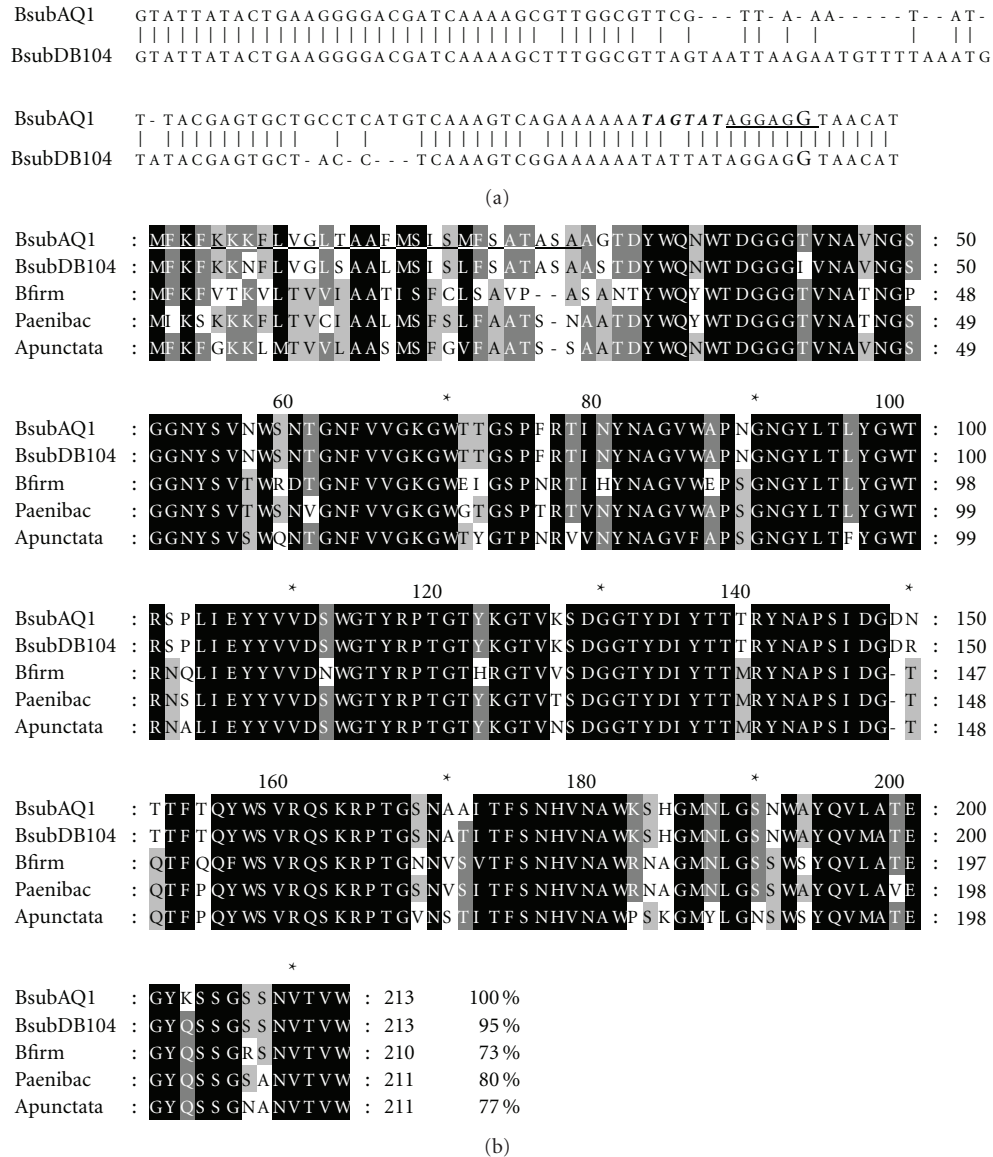 BsubAQ1 GTATTATACTGAAGGGGACGATCAAAAGCGTTGGCGTTCG---TT-A-AA-----T--AT-
BsubDB104 GTATTATACTGAAGGGGACGATCAAAAGCTTTGGCGTTAGTAATTAAGAATGTTTTAAATG
BsubAQ1 T-TACGAGTGCTGCCTCATGTCAAAGTCAGAAAAAATAGTATAGGAGGTAACAT
BsubDB104 TATACGAGTGCT-AC-C---TCAAAGTCGGAAAAAATATTATAGGAGGTAACAT
(a)
BsubAQ1 : MFKFKKKFLVGLTAAFMSISMFSATASAAGTDYWQNWTDGGGTVNAVNGS : 50
BsubDB104 : MFKFKKNFLVGLSAALMSISLFSATASAASTDYWQNWTDGGGIVNAVNGS : 50
Bfirm : MFKFVTKVLTVVIAATISFCLSAVP--ASANTYWQYWTDGGGTVNATNGP : 48
Paenibac : MIKSKKKFLTVCIAALMSFSLFAATS-NAATDYWQYWTDGGGTVNATNGS : 49
Apunctata : MFKFGKKLMTVVLAASMSFGVFAATS-SAATDYWQNWTDGGGTVNAVNGS : 49
60 * 80 * 100
BsubAQ1 : GGNYSVNWSNTGNFVVGKGWTTGSPFRTINYNAGVWAPNGNGYLTLYGWT : 100
BsubDB104 : GGNYSVNWSNTGNFVVGKGWTTGSPFRTINYNAGVWAPNGNGYLTLYGWT : 100
Bfirm : GGNYSVTWRDTGNFVVGKGWEIGSPNRTIHYNAGVWEPSGNGYLTLYGWT : 98
Paenibac : GGNYSVTWSNVGNFVVGKGWGTGSPTRTVNYNAGVWAPSGNGYLTLYGWT : 99
Apunctata : GGNYSVSWQNTGNFVVGKGWTYGTPNRVVNYNAGVFAPSGNGYLTFYGWT : 99
* 120 * 140 *
BsubAQ1 : RSPLIEYYVVDSWGTYRPTGTYKGTVKSDGGTYDIYTTTRYNAPSIDGDN : 150
BsubDB104 : RSPLIEYYVVDSWGTYRPTGTYKGTVKSDGGTYDIYTTTRYNAPSIDGDR : 150
Bfirm : RNQLIEYYVVDNWGTYRPTGTHRGTVVSDGGTYDIYTTMRYNAPSIDG-T : 147
Paenibac : RNSLIEYYVVDSWGTYRPTGTYKGTVTSDGGTYDIYTTMRYNAPSIDG-T : 148
Apunctata : RNALIEYYVVDSWGTYRPTGTYKGTVNSDGGTYDIYTTMRYNAPSIDG-T : 148
160 * 180 * 200
BsubAQ1 : TTFTQYWSVRQSKRPTGSNAAITFSNHVNAWKSHGMNLGSNWAYQVLATE : 200
BsubDB104 : TTFTQYWSVRQSKRPTGSNATITFSNHVNAWKSHGMNLGSNWAYQVMATE : 200
Bfirm : QTFQQFWSVRQSKRPTGNNVSVTFSNHVNAWRNAGMNLGSSWSYQVLATE : 197
Paenibac : QTFPQYWSVRQSKRPTGSNVSITFSNHVNAWRNAGMNLGSSWAYQVLAVE : 198
Apunctata : QTFPQYWSVRQSKRPTGVNSTITFSNHVNAWPSKGMYLGNSWSYQVMATE : 198
*
BsubAQ1 : GYKSSGSSNVTVW : 213 100%
BsubDB104 : GYQSSGSSNVTVW : 213 95%
Bfirm : GYQSSGRSNVTVW : 210 73%
Paenibac : GYQSSGSANVTVW : 211 80%
Apunctata : GYQSSGNANVTVW : 211 77%
(b)